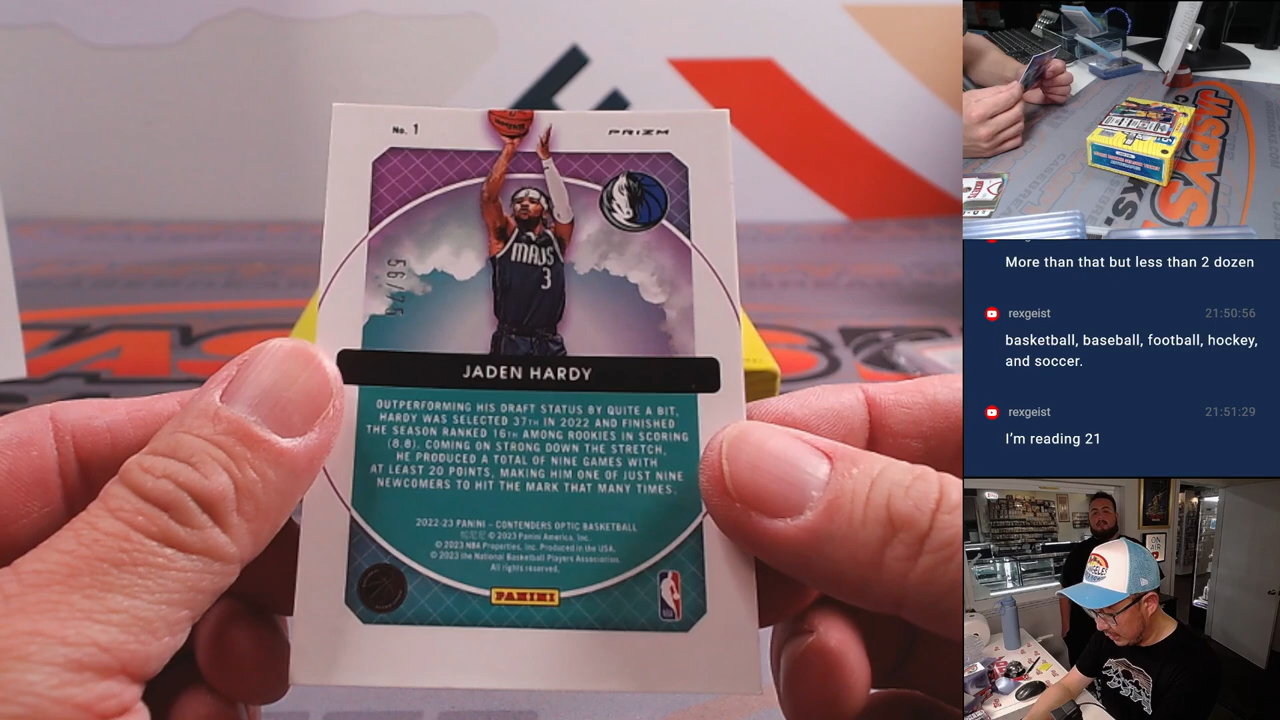 No. 1
PRIZM
MAVS
3
56/75
JADEN HARDY
OUTPERFORMING HIS DRAFT STATUS BY QUITE A BIT,
HARDY WAS SELECTED 37TH IN 2022 AND FINISHED
THE SEASON RANKED 16TH AMONG ROOKIES IN SCORING
(8.8). COMING ON STRONG DOWN THE STRETCH,
HE PRODUCED A TOTAL OF NINE GAMES WITH
AT LEAST 20 POINTS, MAKING HIM ONE OF JUST NINE
NEWCOMERS TO HIT THE MARK THAT MANY TIMES.
2022-23 PANINI – CONTENDERS OPTIC BASKETBALL
© 2023 Panini America, Inc.
© 2023 NBA Properties, Inc. Produced in the USA.
© 2023 the National Basketball Players Association.
All rights reserved.
PANINI
JASPYS
More than that but less than 2 dozen
rexgeist 21:50:56
basketball, baseball, football, hockey,
and soccer.
rexgeist 21:51:29
I'm reading 21
ON
AIR